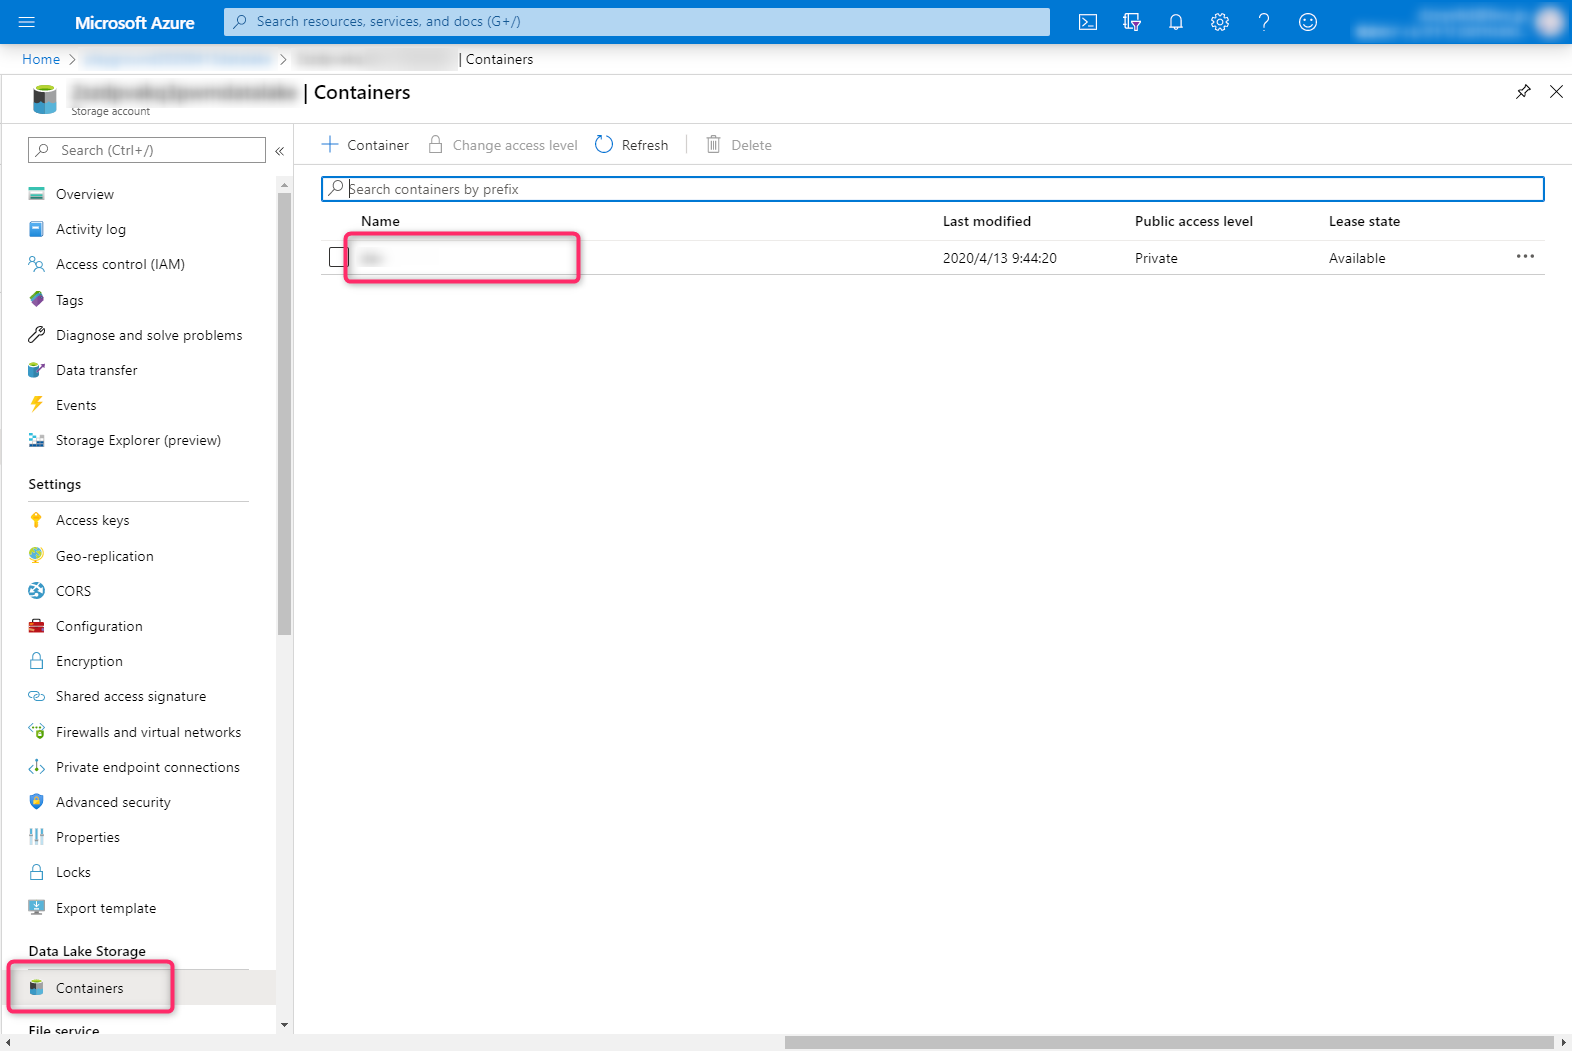 Microsoft Azure
Search resources, services, and docs (G+/)
Home
| Containers
| Containers
Storage account
Search (Ctrl+/)
«
Container
Change access level
Refresh
Delete
Search containers by prefix
Name Last modified Public access level Lease state
2020/4/13 9:44:20 Private Available
Overview
Activity log
Access control (IAM)
Tags
Diagnose and solve problems
Data transfer
Events
Storage Explorer (preview)
Settings
Access keys
Geo-replication
CORS
Configuration
Encryption
Shared access signature
Firewalls and virtual networks
Private endpoint connections
Advanced security
Properties
Locks
Export template
Data Lake Storage
Containers
File service